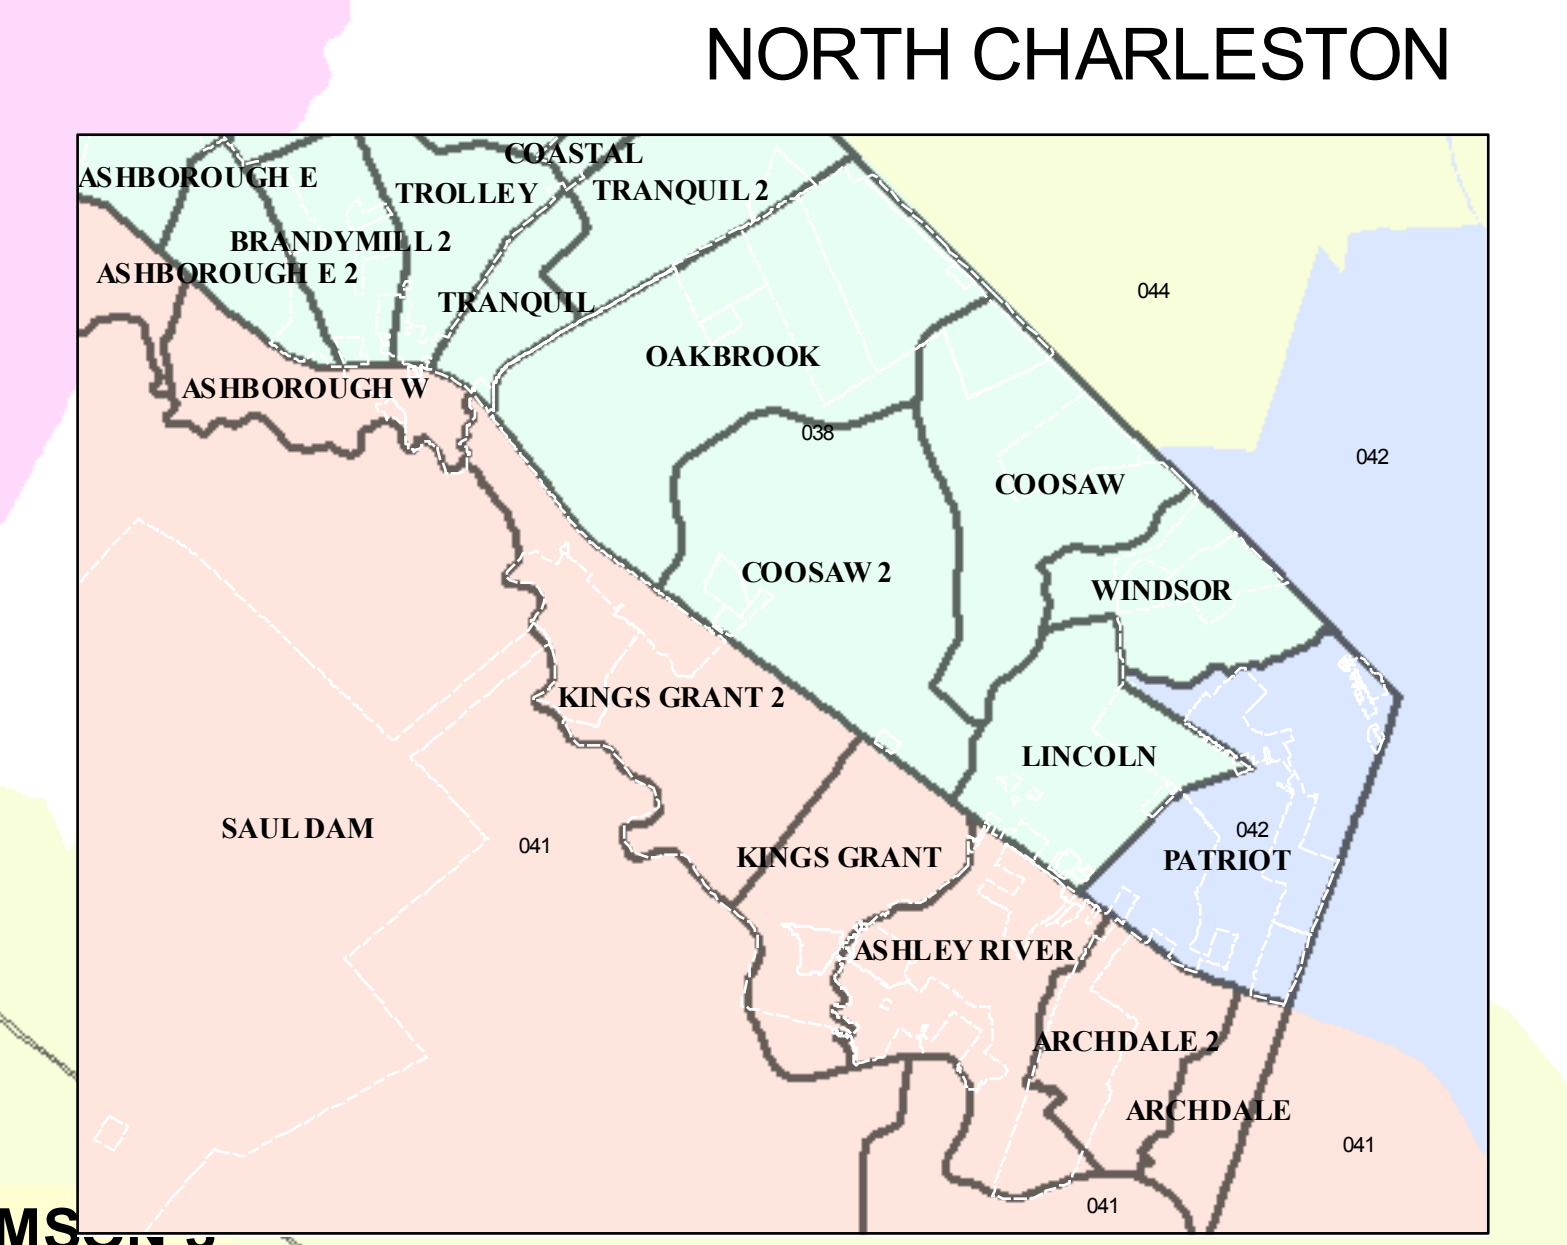 NORTH CHARLESTON
COASTAL
ASHBOROUGH E
TROLLEY
TRANQUIL 2
BRANDYMILL 2
ASHBOROUGH E 2
044
TRANQUIL
OAKBROOK
ASHBOROUGH W
038
042
COOSAW
COOSAW 2
WINDSOR
KINGS GRANT 2
LINCOLN
SAUL DAM
041
042
KINGS GRANT
PATRIOT
ASHLEY RIVER
ARCHDALE 2
ARCHDALE
041
041